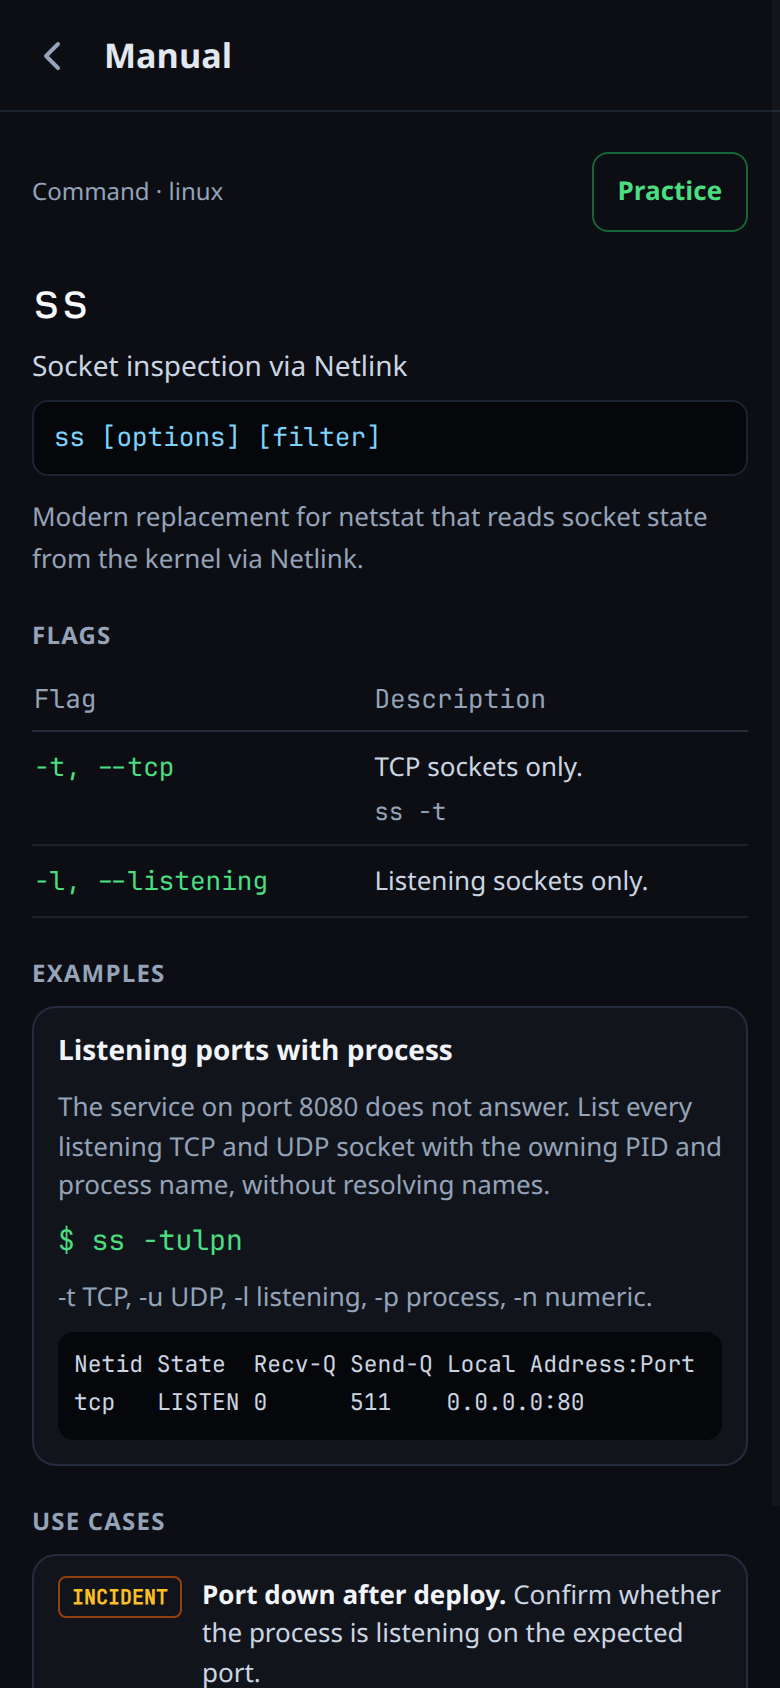 Manual
Command · linux
Practice
ss
Socket inspection via Netlink
ss [options] [filter]
Modern replacement for netstat that reads socket state
from the kernel via Netlink.
FLAGS
Flag Description
-t, --tcp TCP sockets only.
ss -t
-l, --listening Listening sockets only.
EXAMPLES
Listening ports with process
The service on port 8080 does not answer. List every
listening TCP and UDP socket with the owning PID and
process name, without resolving names.
$ ss -tulpn
-t TCP, -u UDP, -l listening, -p process, -n numeric.
Netid State  Recv-Q Send-Q Local Address:Port
tcp   LISTEN 0      511    0.0.0.0:80
USE CASES
INCIDENT Port down after deploy. Confirm whether
the process is listening on the expected
port.